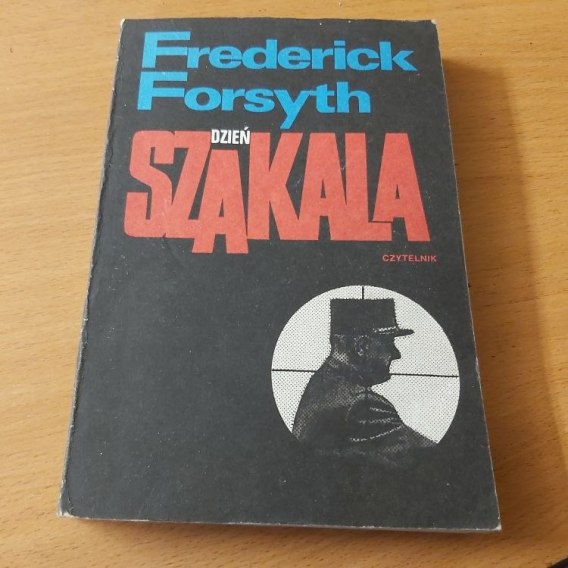 Frederick
Forsyth
DZIEŃ
SZAKALA
CZYTELNIK